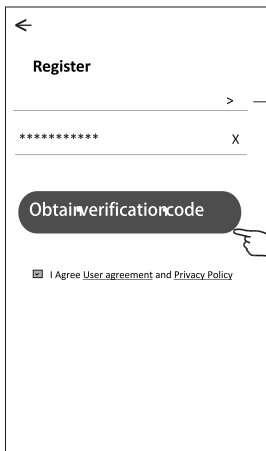 Register
>
*********** X
Obtain verification code
I Agree User agreement and Privacy Policy